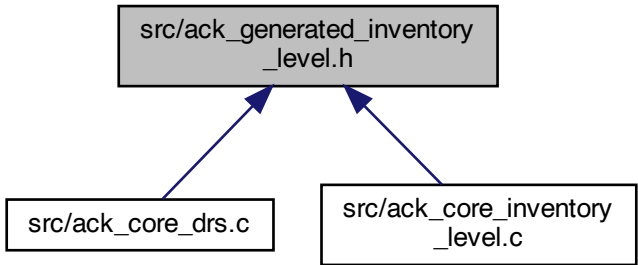 src/ack_generated_inventory
_level.h
src/ack_core_drs.c
src/ack_core_inventory
_level.c